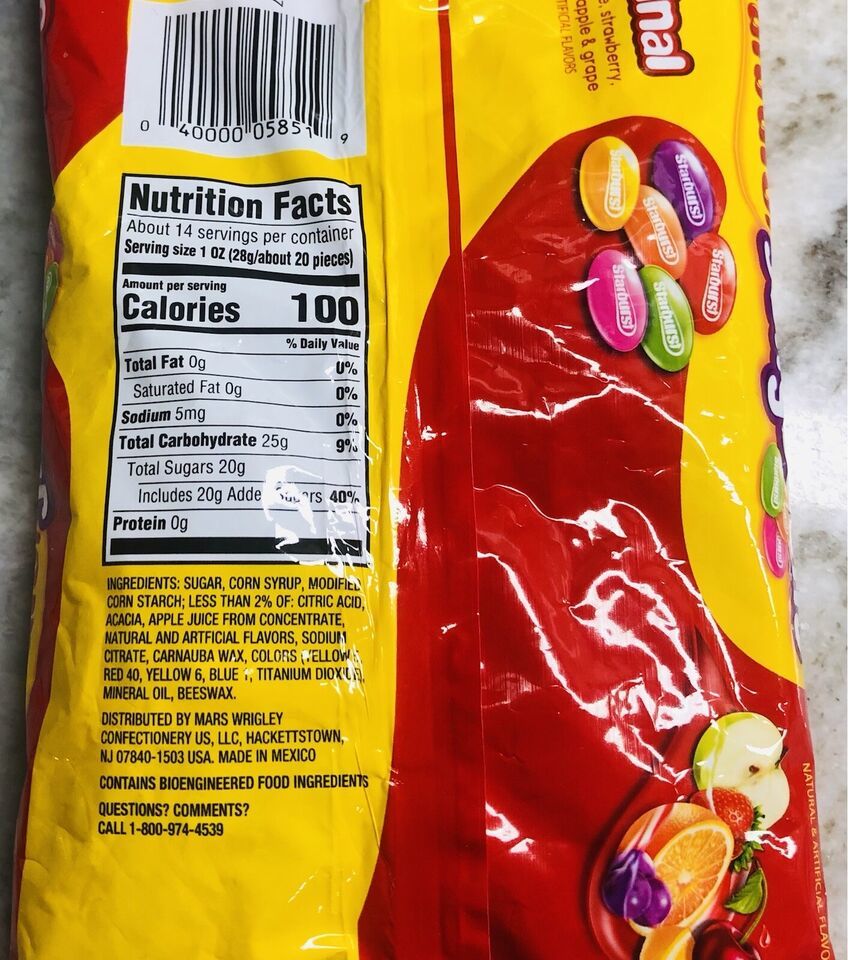 0 40000 05851 9
Nutrition Facts
About 14 servings per container
Serving size 1 OZ (28g/about 20 pieces)
Amount per serving
Calories 100
% Daily Value
Total Fat 0g 0%
Saturated Fat 0g 0%
Sodium 5mg 0%
Total Carbohydrate 25g 9%
Total Sugars 20g
Includes 20g Added Sugars 40%
Protein 0g
INGREDIENTS: SUGAR, CORN SYRUP, MODIFIED
CORN STARCH; LESS THAN 2% OF: CITRIC ACID,
ACACIA, APPLE JUICE FROM CONCENTRATE,
NATURAL AND ARTFICIAL FLAVORS, SODIUM
CITRATE, CARNAUBA WAX, COLORS (YELLOW
RED 40, YELLOW 6, BLUE 1, TITANIUM DIOXIDE),
MINERAL OIL, BEESWAX.
DISTRIBUTED BY MARS WRIGLEY
CONFECTIONERY US, LLC, HACKETTSTOWN,
NJ 07840-1503 USA. MADE IN MEXICO
CONTAINS BIOENGINEERED FOOD INGREDIENTS
QUESTIONS? COMMENTS?
CALL 1-800-974-4539
nal
strawberry,
apple & grape
FLAVORS
Starburst
Starburst
Starburst
Starburst
Starburst
Starburst
NATURAL & ARTIFICIAL FLAVO